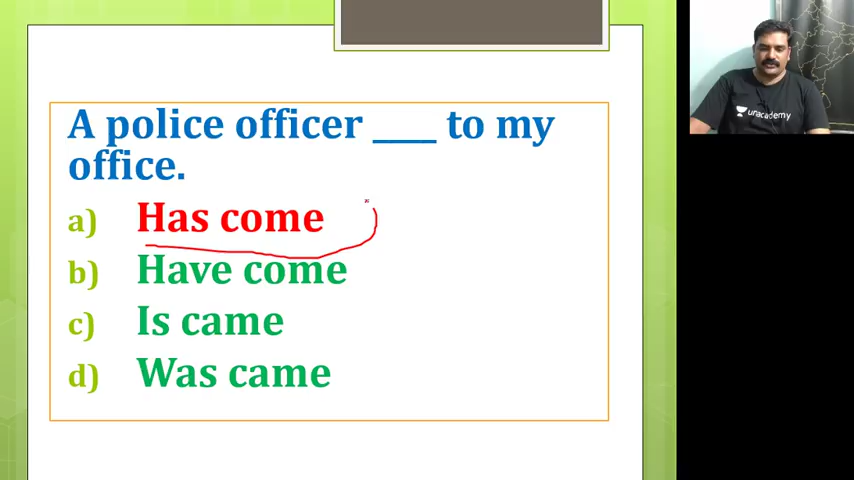 A police officer ____ to my
office.
a) Has come
b) Have come
c) Is came
d) Was came
unacademy